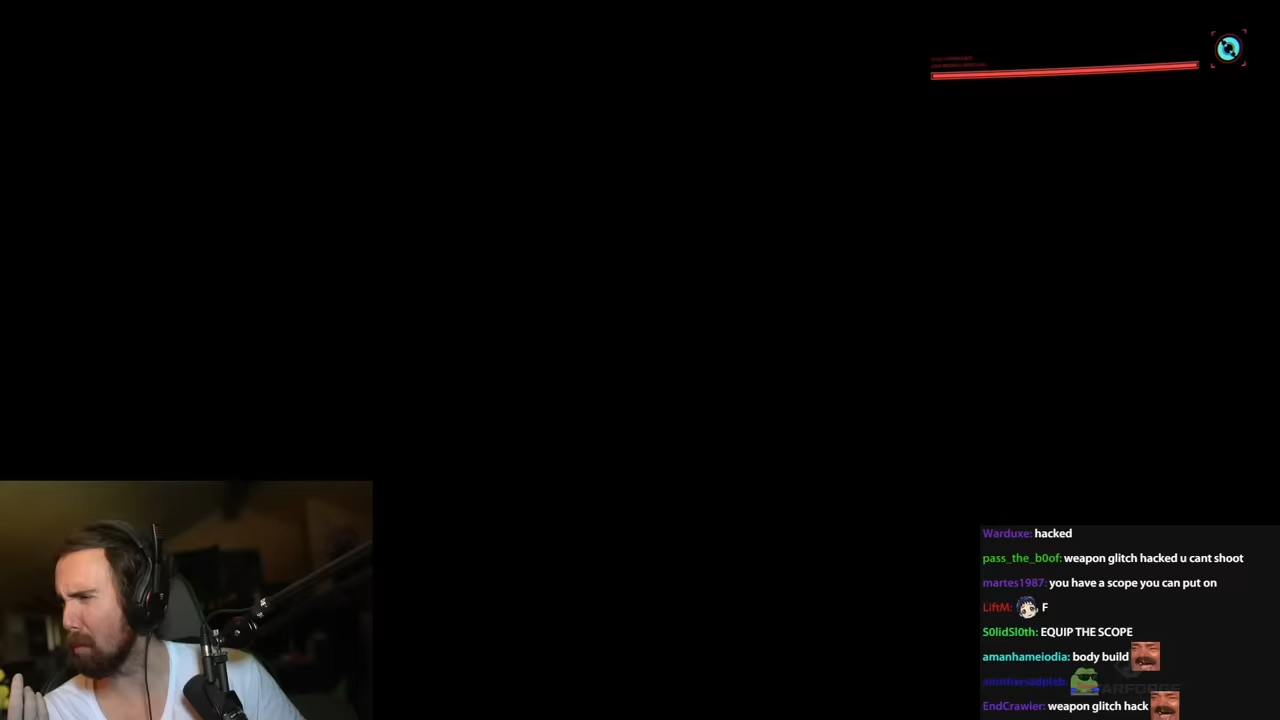 Warduxe: hacked
pass_the_b0of: weapon glitch hacked u cant shoot
martes1987: you have a scope you can put on
LiftM: F
S0lidSl0th: EQUIP THE SCOPE
amanhameiodia: body build
EndCrawler: weapon glitch hack